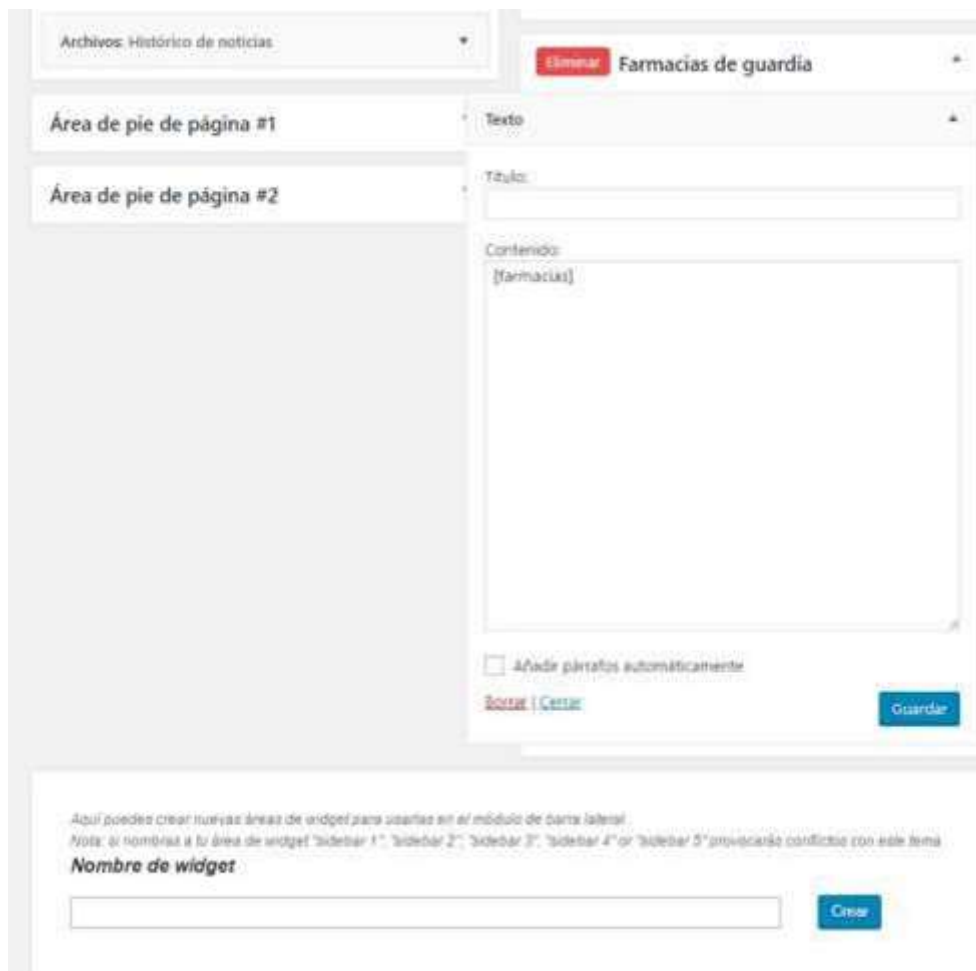 Archivos: Histórico de noticias
Área de pie de página #1
Área de pie de página #2
Eliminar Farmacias de guardia
Texto
Título:
Contenido:
[farmacias]
Añade párrafos automáticamente
Borrar | Cerrar
Guardar
Aquí puedes crear nuevas áreas de widget para usarlas en el módulo de barra lateral
Nota: si nombras a tu área de widget "sidebar 1", "sidebar 2", "sidebar 3", "sidebar 4" or "sidebar 5" provocarás conflictos con este tema
Nombre de widget
Crear